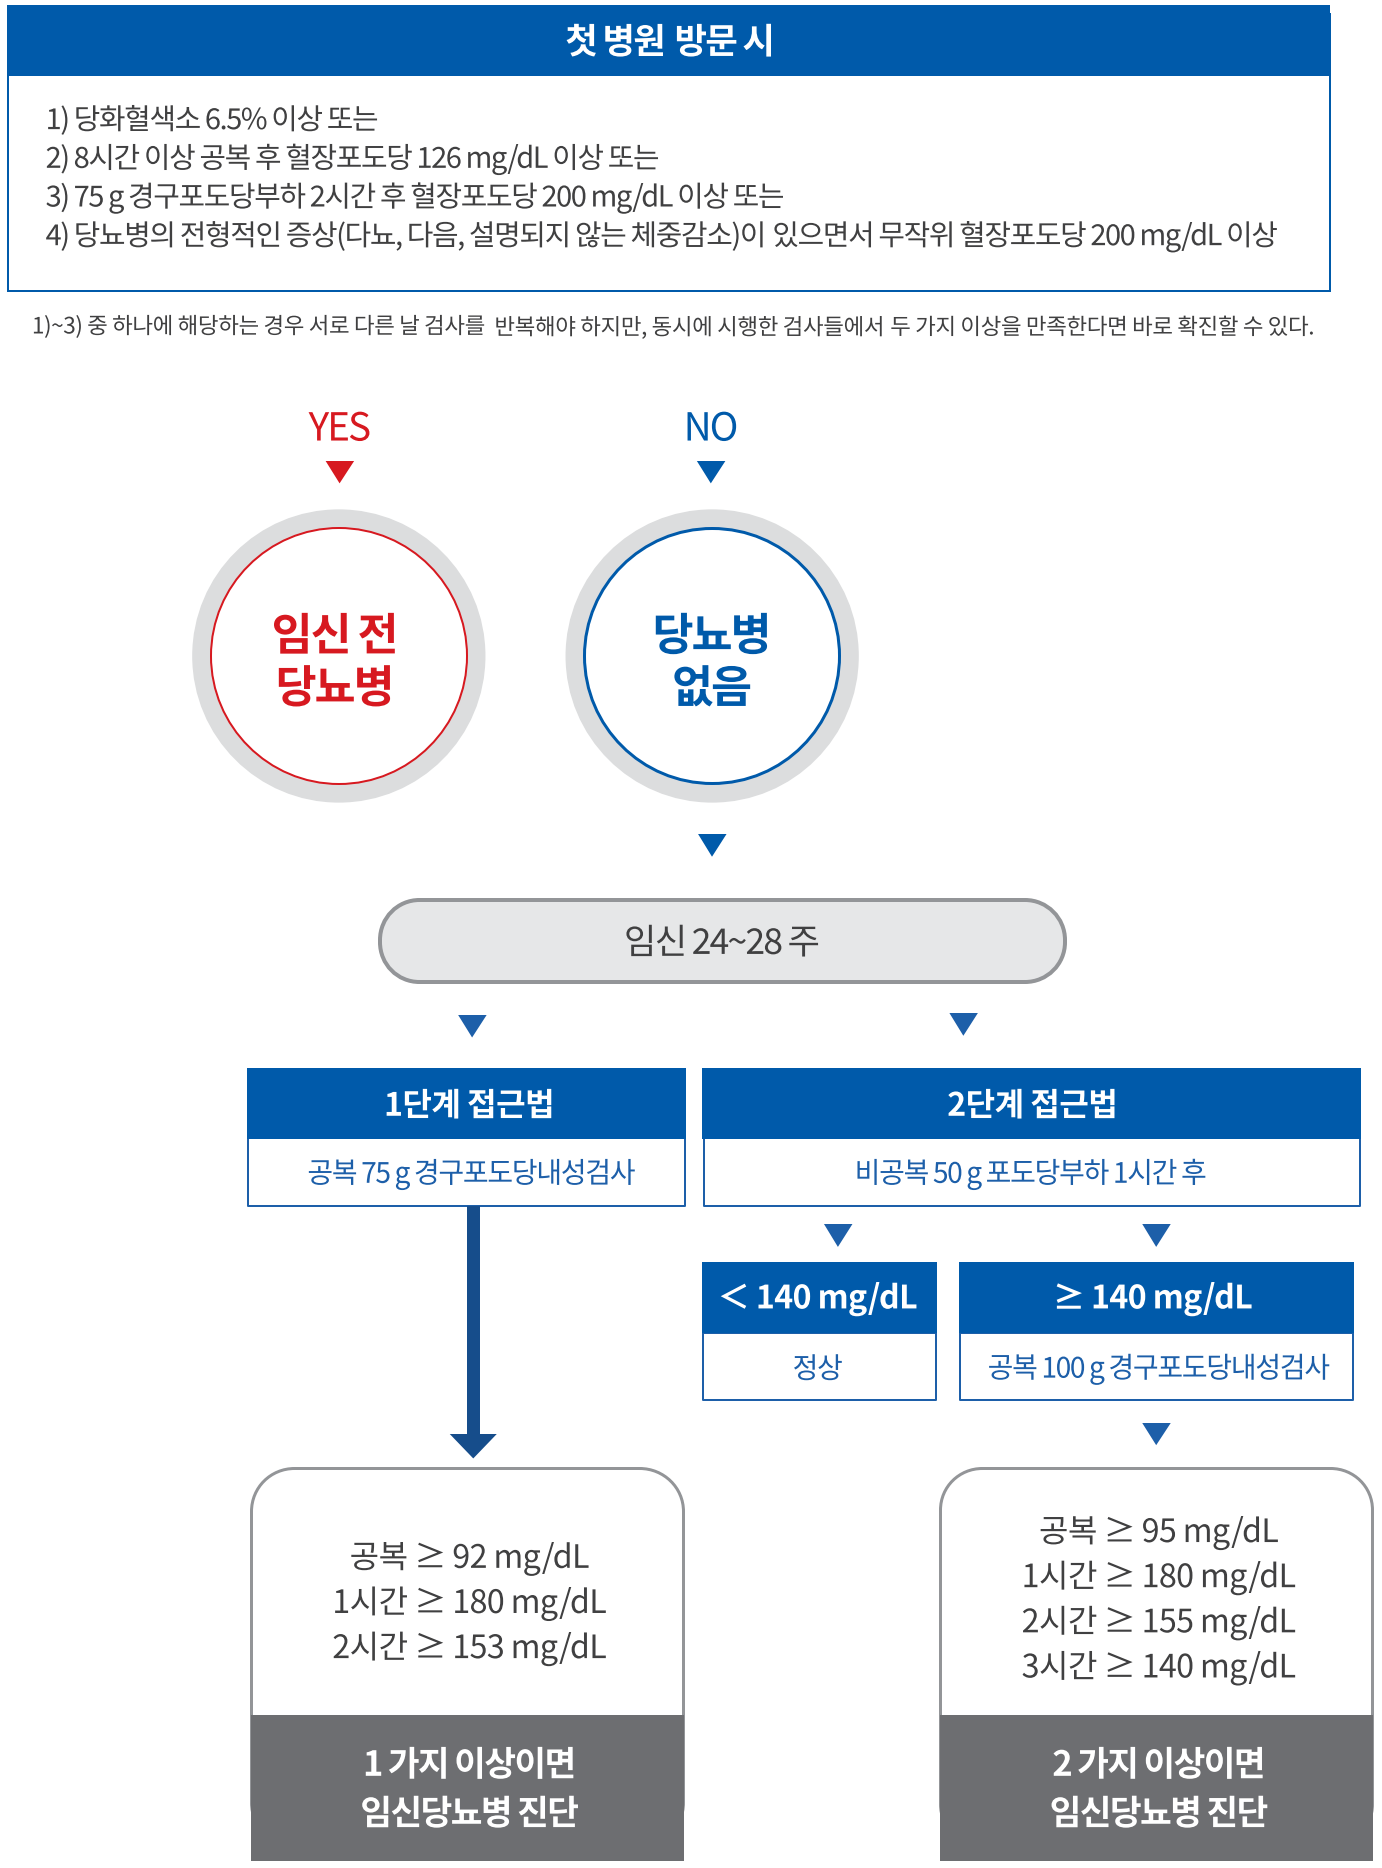 첫 병원 방문 시
1) 당화혈색소 6.5% 이상 또는
2) 8시간 이상 공복 후 혈장포도당 126 mg/dL 이상 또는
3) 75 g 경구포도당부하 2시간 후 혈장포도당 200 mg/dL 이상 또는
4) 당뇨병의 전형적인 증상(다뇨, 다음, 설명되지 않는 체중감소)이 있으면서 무작위 혈장포도당 200 mg/dL 이상
1)~3) 중 하나에 해당하는 경우 서로 다른 날 검사를 반복해야 하지만, 동시에 시행한 검사들에서 두 가지 이상을 만족한다면 바로 확진할 수 있다.
YES
NO
임신 전
당뇨병
당뇨병
없음
임신 24~28 주
1단계 접근법
공복 75 g 경구포도당내성검사
2단계 접근법
비공복 50 g 포도당부하 1시간 후
< 140 mg/dL
정상
≥ 140 mg/dL
공복 100 g 경구포도당내성검사
공복 ≥ 92 mg/dL
1시간 ≥ 180 mg/dL
2시간 ≥ 153 mg/dL
1 가지 이상이면
임신당뇨병 진단
공복 ≥ 95 mg/dL
1시간 ≥ 180 mg/dL
2시간 ≥ 155 mg/dL
3시간 ≥ 140 mg/dL
2 가지 이상이면
임신당뇨병 진단